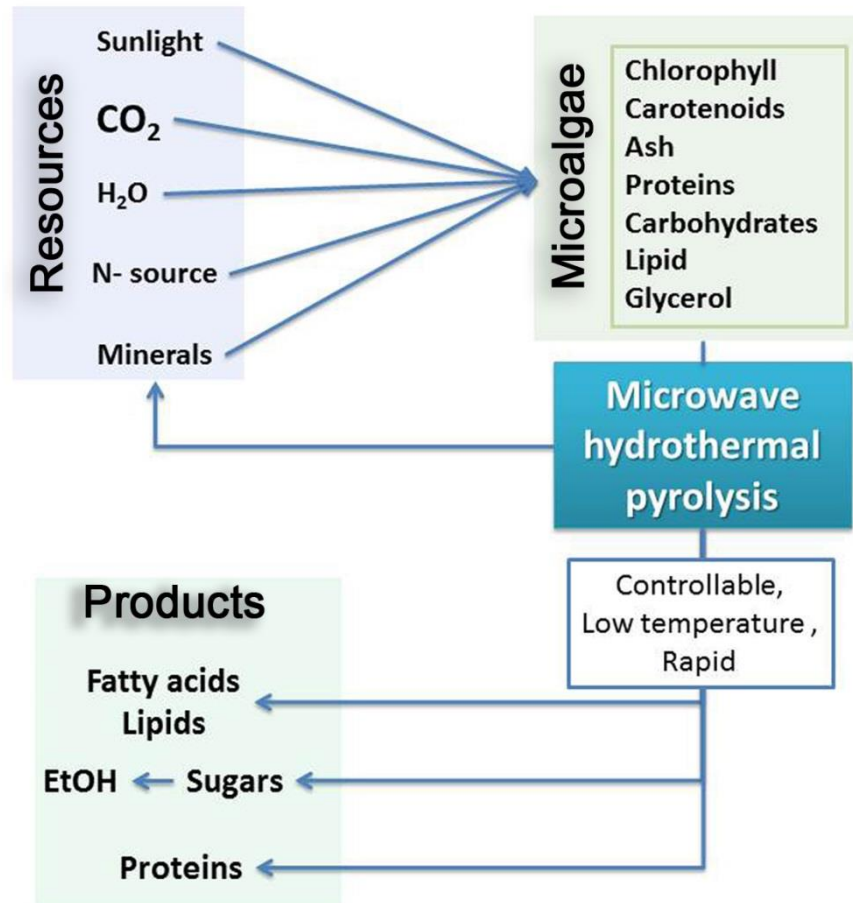 Resources
Sunlight
CO₂
H₂O
N- source
Minerals
Microalgae
Chlorophyll
Carotenoids
Ash
Proteins
Carbohydrates
Lipid
Glycerol
Microwave
hydrothermal
pyrolysis
Controllable,
Low temperature ,
Rapid
Products
Fatty acids
Lipids
EtOH Sugars
Proteins